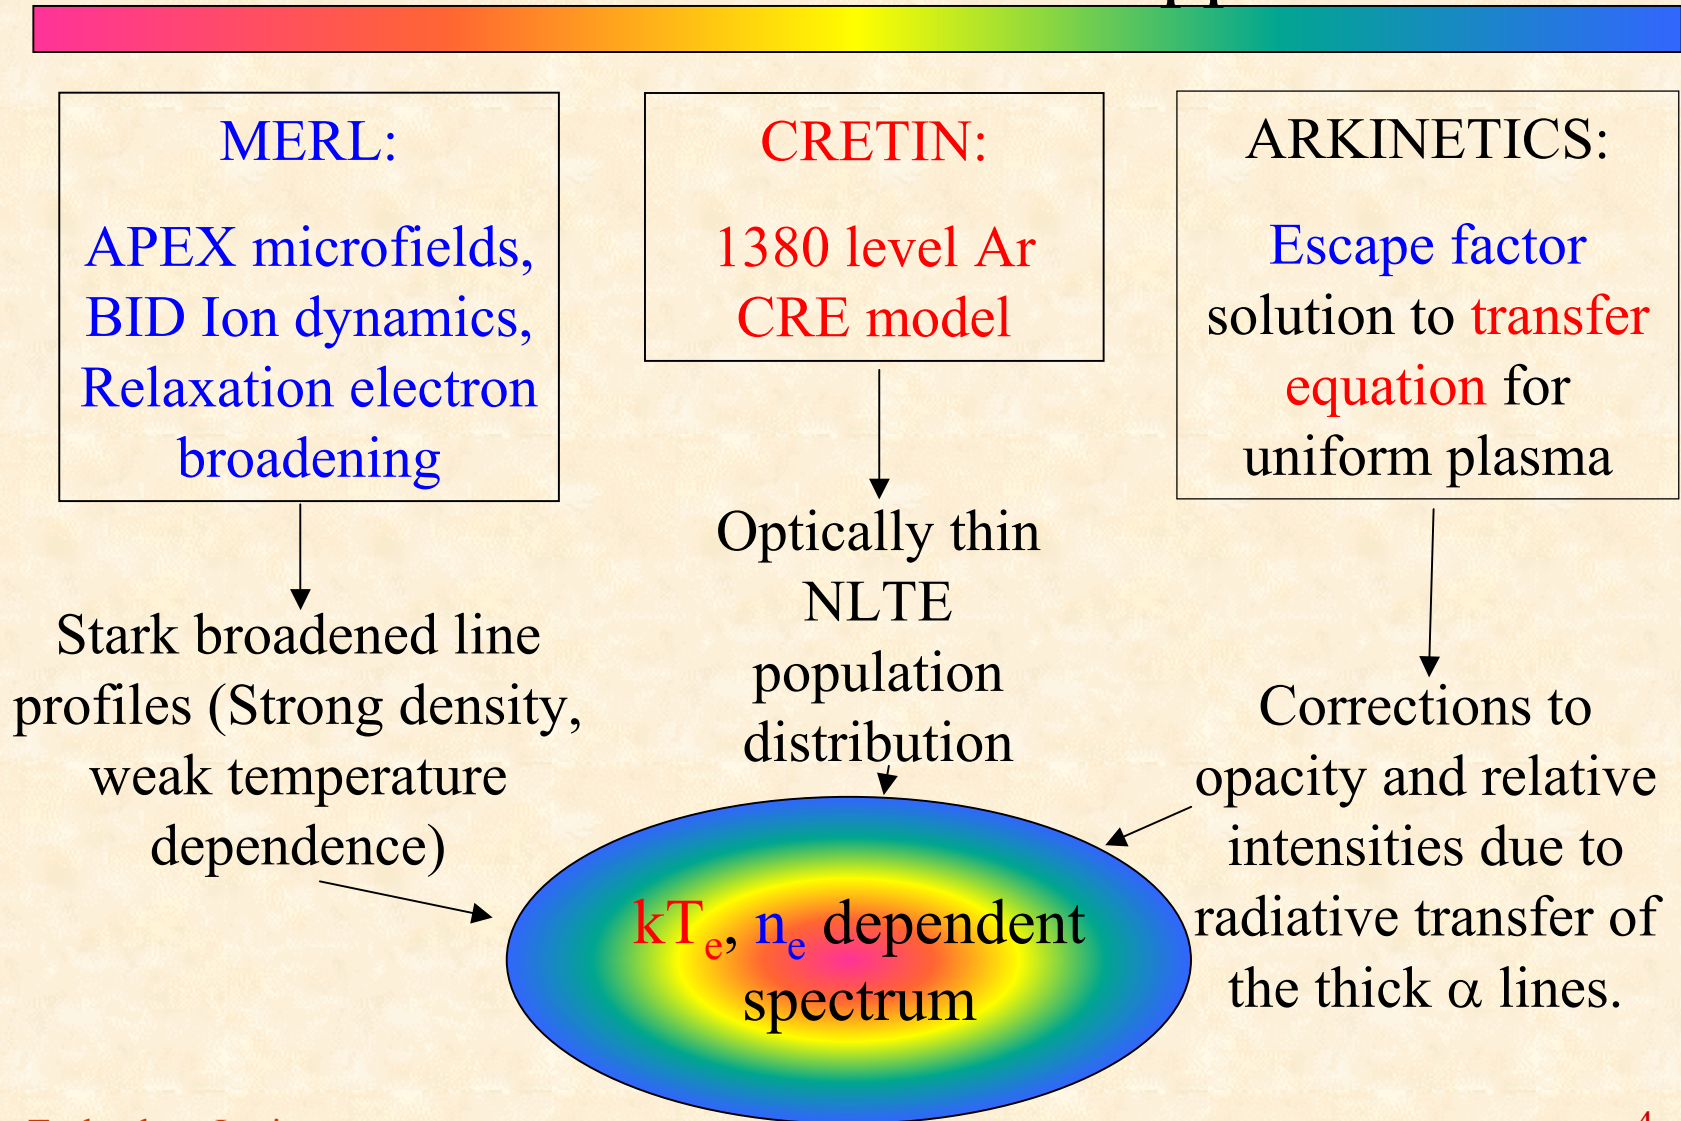 MERL:
APEX microfields,
BID Ion dynamics,
Relaxation electron
broadening
CRETIN:
1380 level Ar
CRE model
ARKINETICS:
Escape factor
solution to transfer
equation for
uniform plasma
Optically thin
NLTE
population
distribution
Stark broadened line
profiles (Strong density,
weak temperature
dependence)
Corrections to
opacity and relative
intensities due to
radiative transfer of
the thick α lines.
kTₑ, nₑ dependent
spectrum